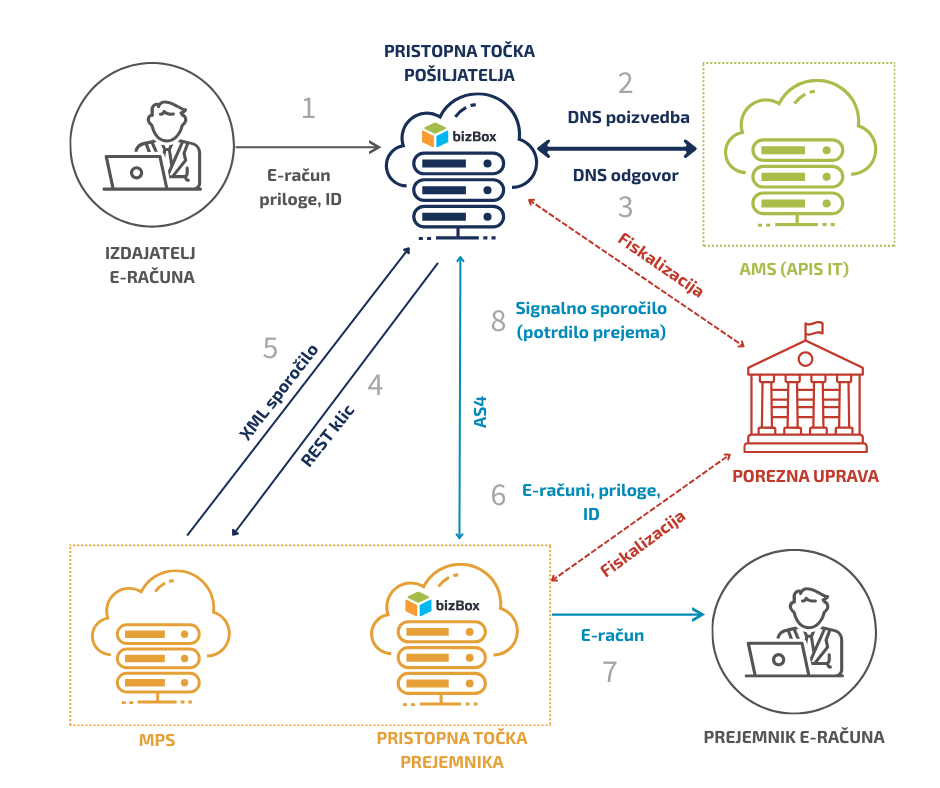 PRISTOPNA TOČKA
POŠILJATELJA
bizBox
1
E-račun
priloge, ID
IZDAJATELJ
E-RAČUNA
2
DNS poizvedba
DNS odgovor
3
AMS (APIS IT)
Fiskalizacija
8
Signalno sporočilo
(potrdilo prejema)
5
XML sporočilo
4
REST klic
AS4
POREZNA UPRAVA
6
E-računi, priloge,
ID
Fiskalizacija
bizBox
E-račun
7
MPS
PRISTOPNA TOČKA
PREJEMNIKA
PREJEMNIK E-RAČUNA